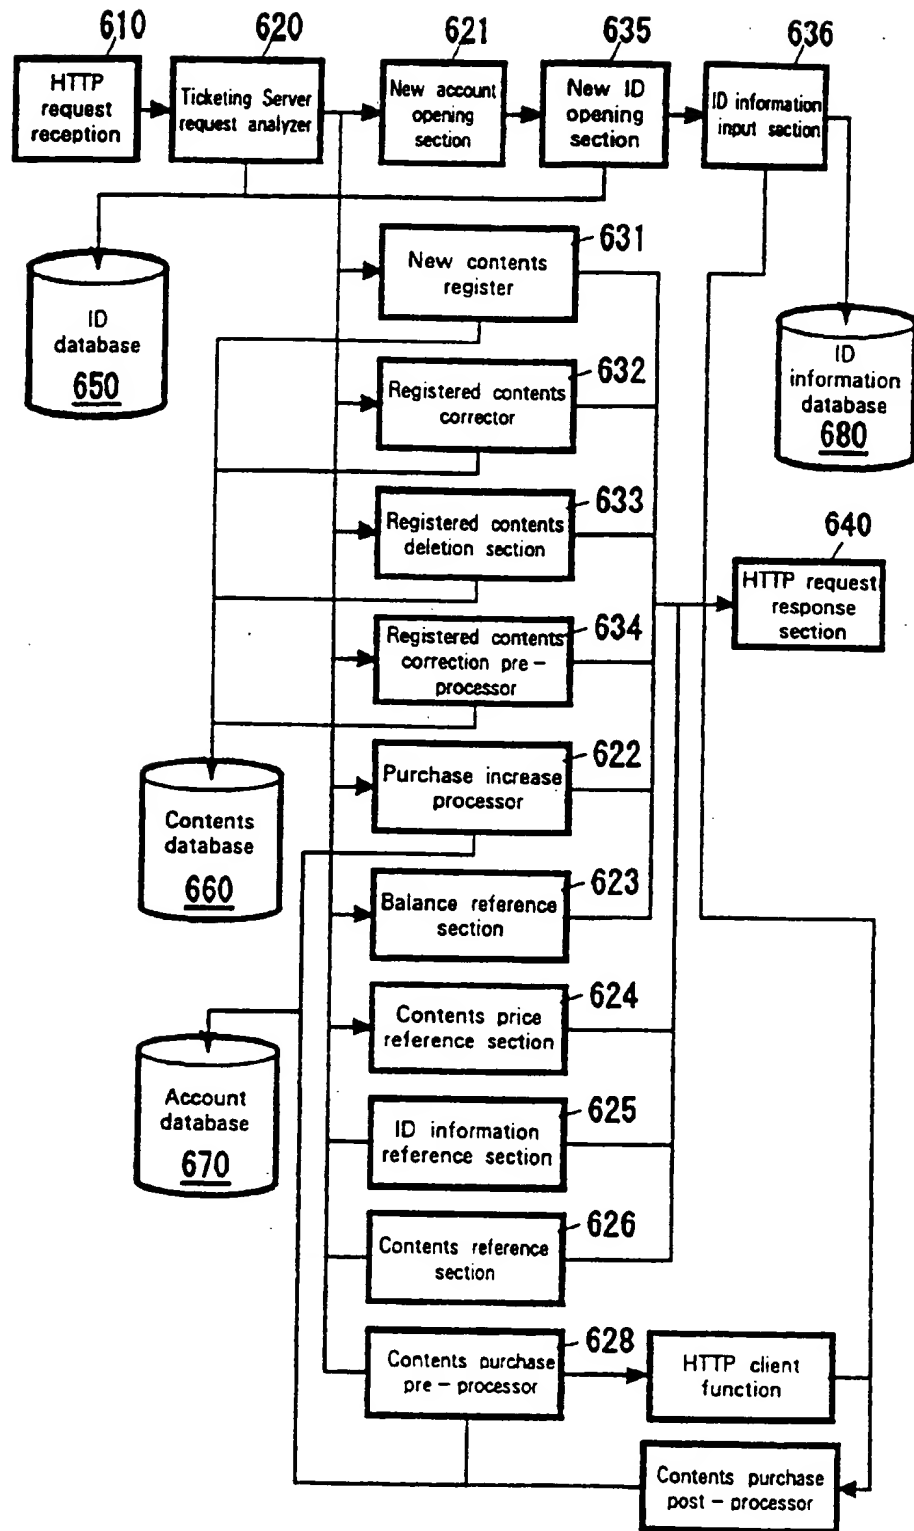 610
620
621
635
636
HTTP
request
reception
Ticketing Server
request analyzer
New account
opening
section
New ID
opening
section
ID information
input section
631
New contents
register
ID
database
650
632
Registered contents
corrector
ID
information
database
680
633
Registered contents
deletion section
640
HTTP request
response
section
634
Registered contents
correction pre-
processor
622
Purchase increase
processor
Contents
database
660
623
Balance reference
section
624
Contents price
reference section
Account
database
670
625
ID information
reference section
626
Contents reference
section
628
Contents purchase
pre-processor
HTTP client
function
Contents purchase
post-processor